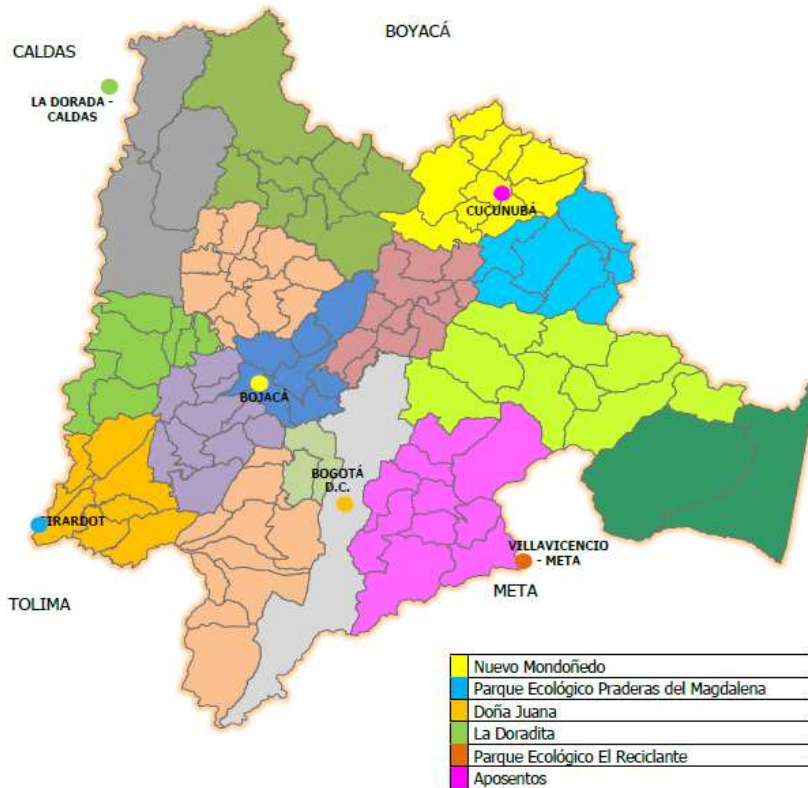 BOYACÁ
CALDAS
LA DORADA -
CALDAS
CUCUNUBÁ
BOJACÁ
BOGOTÁ
D.C.
GIRARDOT
VILLAVICENCIO
- META
META
TOLIMA
Nuevo Mondoñedo
Parque Ecológico Praderas del Magdalena
Doña Juana
La Doradita
Parque Ecológico El Reciclante
Aposentos